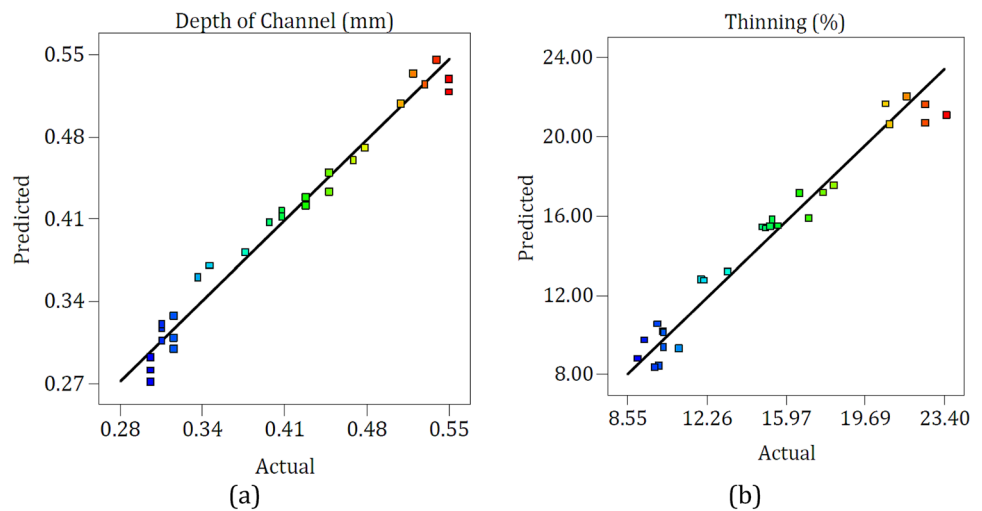 Depth of Channel (mm)
0.55
0.48
0.41
0.34
0.27
Predicted
0.28 0.34 0.41 0.48 0.55
Actual
(a)
Thinning (%)
24.00
20.00
16.00
12.00
8.00
Predicted
8.55 12.26 15.97 19.69 23.40
Actual
(b)